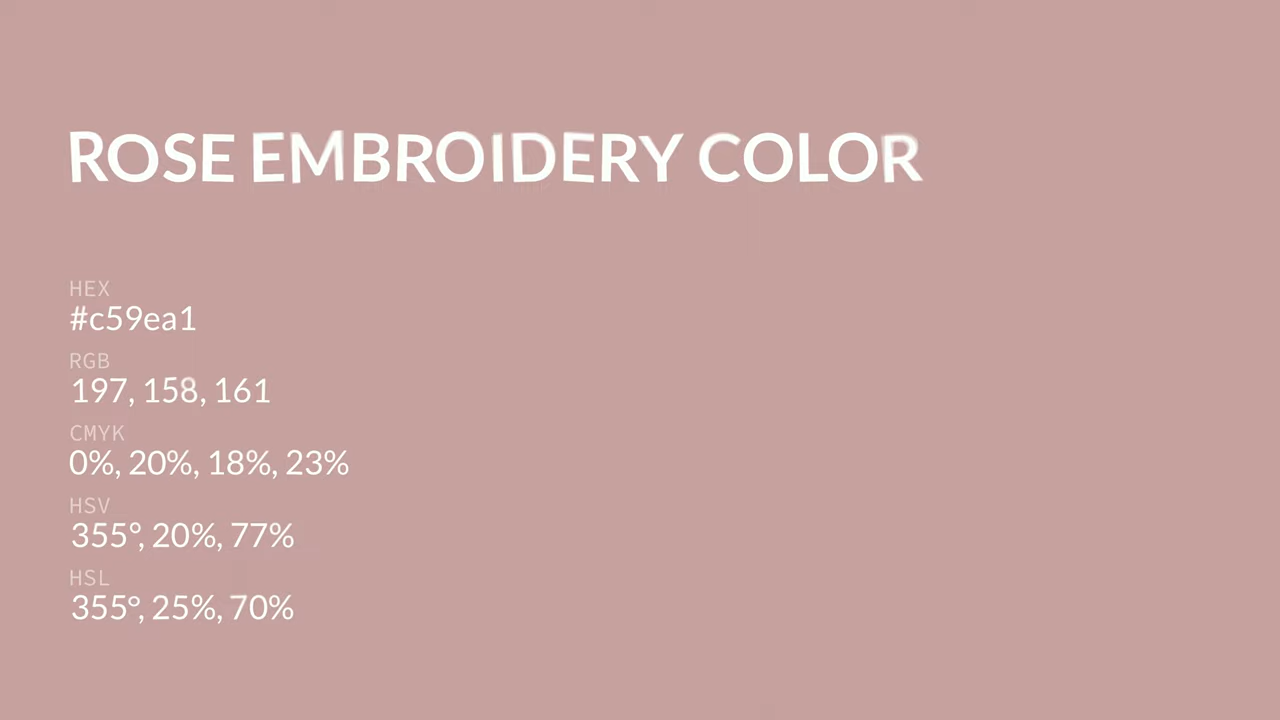 ROSE EMBROIDERY COLOR
HEX
#c59ea1
RGB
197, 158, 161
CMYK
0%, 20%, 18%, 23%
HSV
355°, 20%, 77%
HSL
355°, 25%, 70%